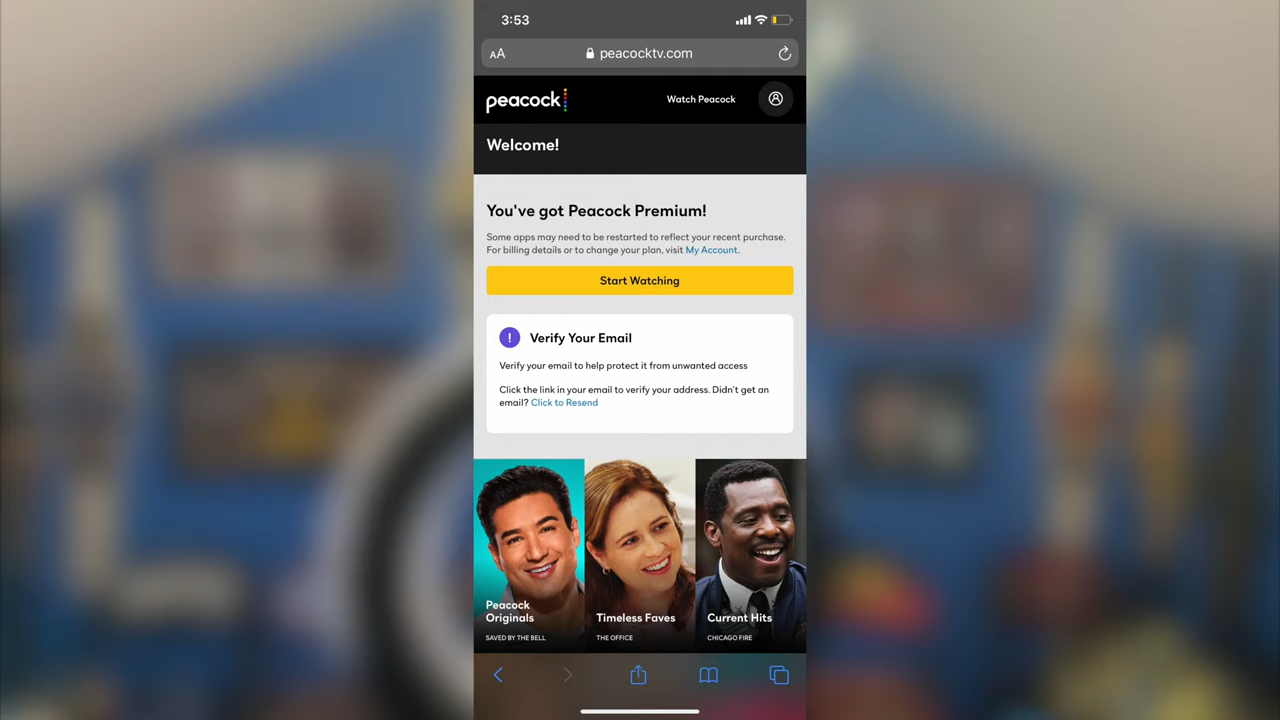 3:53
AA peacocktv.com
peacock Watch Peacock
Welcome!
You've got Peacock Premium!
Some apps may need to be restarted to reflect your recent purchase.
For billing details or to change your plan, visit My Account.
Start Watching
! Verify Your Email
Verify your email to help protect it from unwanted access
Click the link in your email to verify your address. Didn't get an
email? Click to Resend
Peacock
Originals
SAVED BY THE BELL
Timeless Faves
THE OFFICE
Current Hits
CHICAGO FIRE